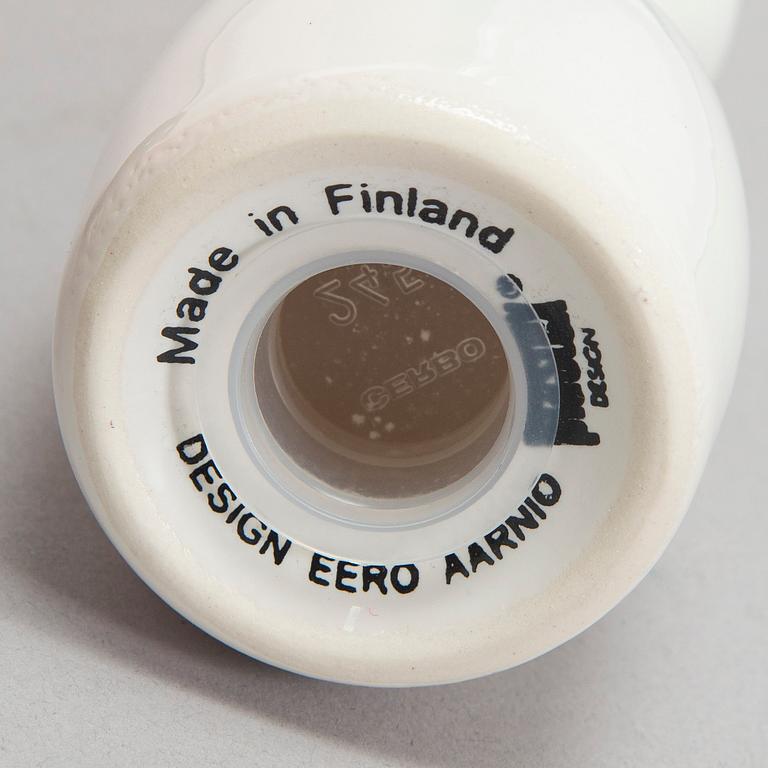 Made in Finland
DESIGN EERO AARNIO
DESIGN
CERBO